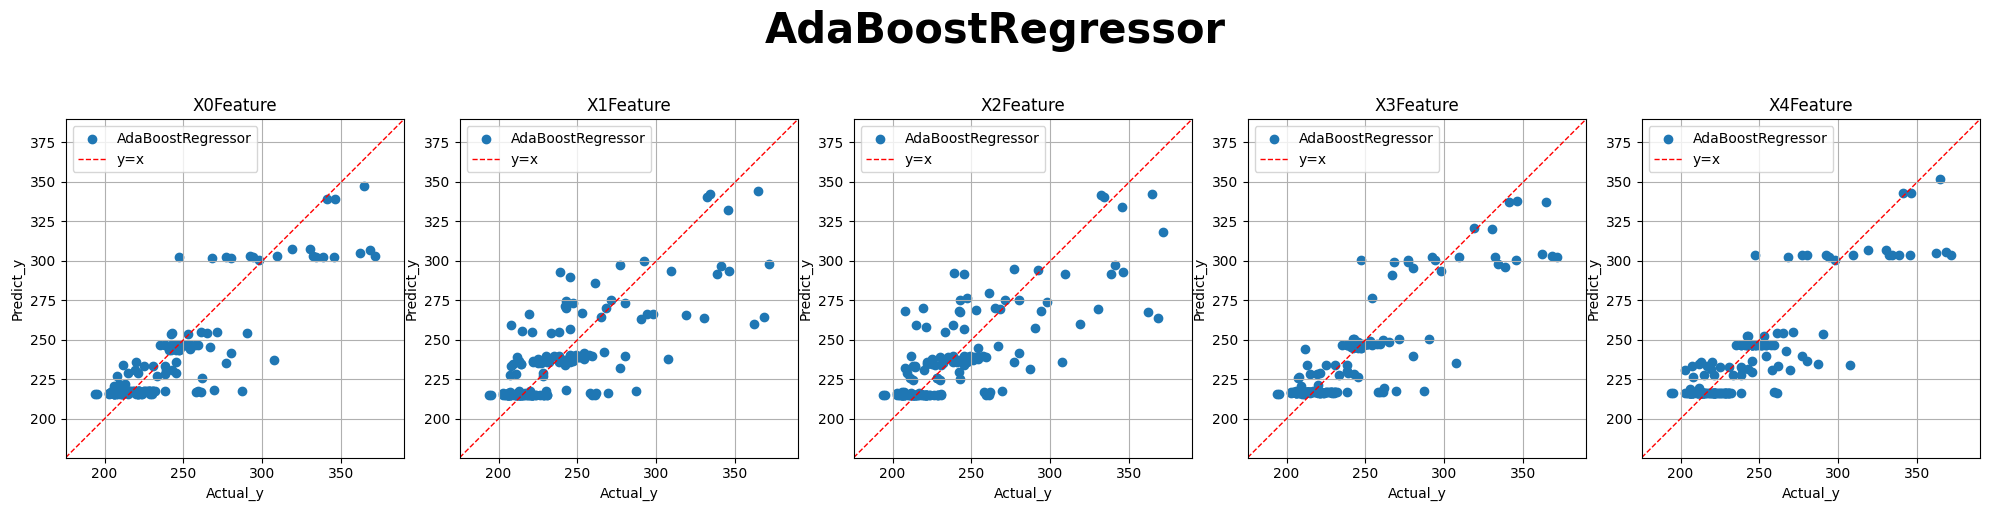 AdaBoostRegressor
X0Feature
AdaBoostRegressor
y=x
375
350
325
300
275
250
225
200
Predict_y
200 250 300 350
Actual_y
X1Feature
AdaBoostRegressor
y=x
375
350
325
300
275
250
225
200
Predict_y
200 250 300 350
Actual_y
X2Feature
AdaBoostRegressor
y=x
375
350
325
300
275
250
225
200
Predict_y
200 250 300 350
Actual_y
X3Feature
AdaBoostRegressor
y=x
375
350
325
300
275
250
225
200
Predict_y
200 250 300 350
Actual_y
X4Feature
AdaBoostRegressor
y=x
375
350
325
300
275
250
225
200
Predict_y
200 250 300 350
Actual_y